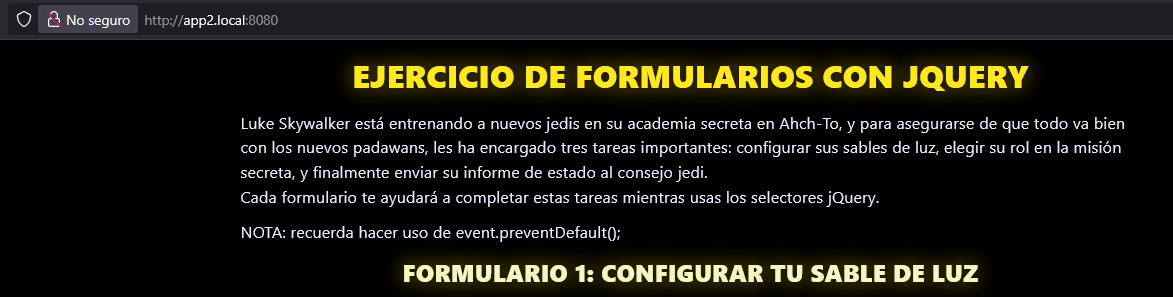 No seguro http://app2.local:8080
EJERCICIO DE FORMULARIOS CON JQUERY
Luke Skywalker está entrenando a nuevos jedis en su academia secreta en Ahch-To, y para asegurarse de que todo va bien
con los nuevos padawans, les ha encargado tres tareas importantes: configurar sus sables de luz, elegir su rol en la misión
secreta, y finalmente enviar su informe de estado al consejo jedi.
Cada formulario te ayudará a completar estas tareas mientras usas los selectores jQuery.
NOTA: recuerda hacer uso de event.preventDefault();
FORMULARIO 1: CONFIGURAR TU SABLE DE LUZ